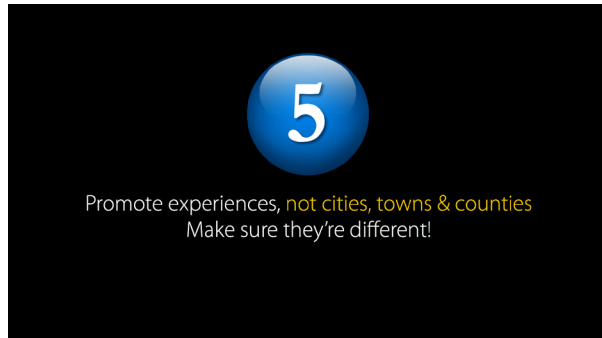 5
Promote experiences, not cities, towns & counties
Make sure they're different!